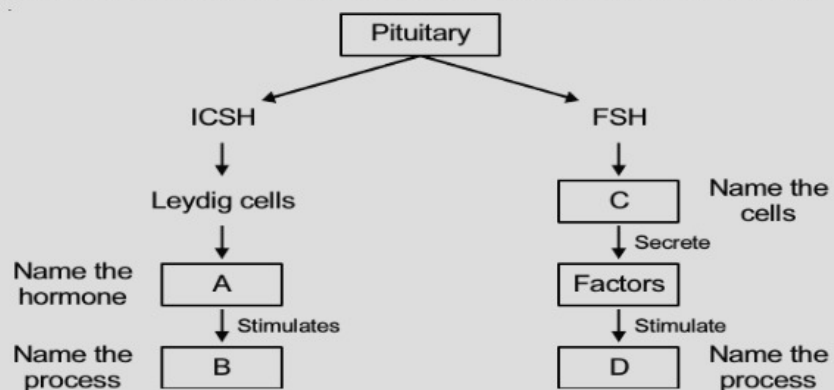 Pituitary
ICSH
FSH
Leydig cells
C
Name the
cells
Secrete
Name the
hormone
A
Factors
Stimulates
Stimulate
Name the
process
B
D
Name the
process